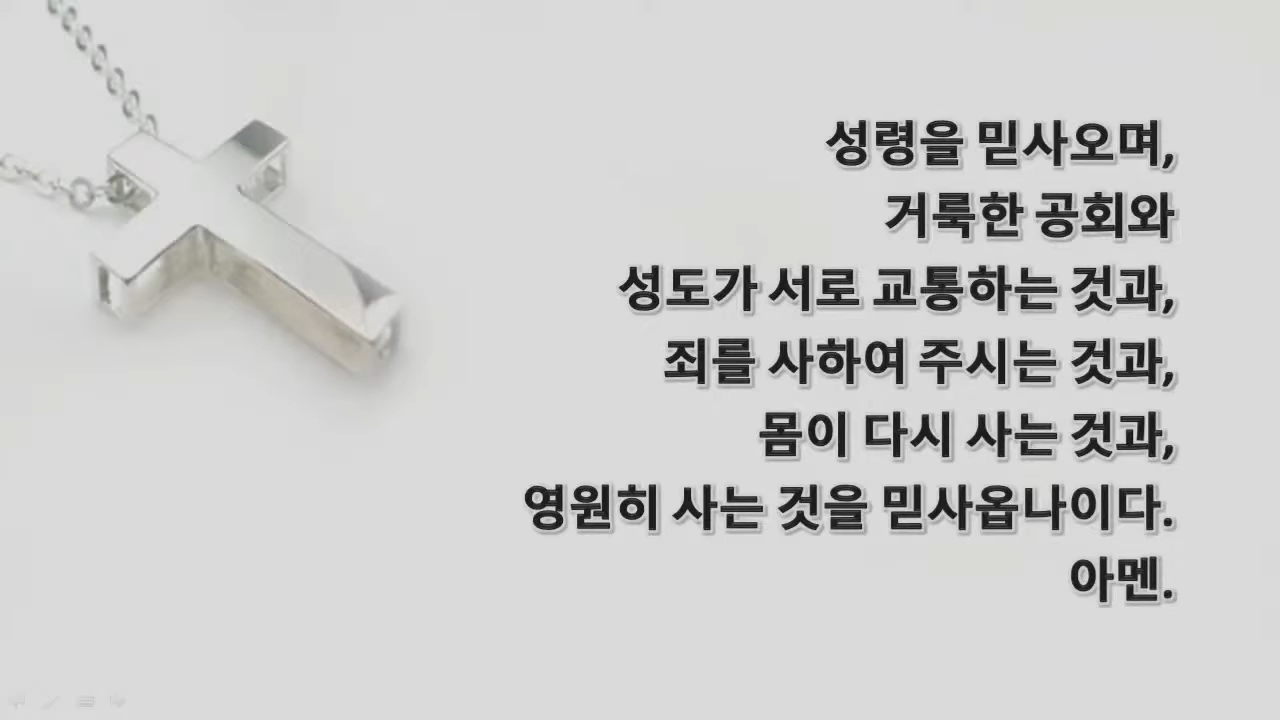 성령을 믿사오며,
거룩한 공회와
성도가 서로 교통하는 것과,
죄를 사하여 주시는 것과,
몸이 다시 사는 것과,
영원히 사는 것을 믿사옵나이다.
아멘.